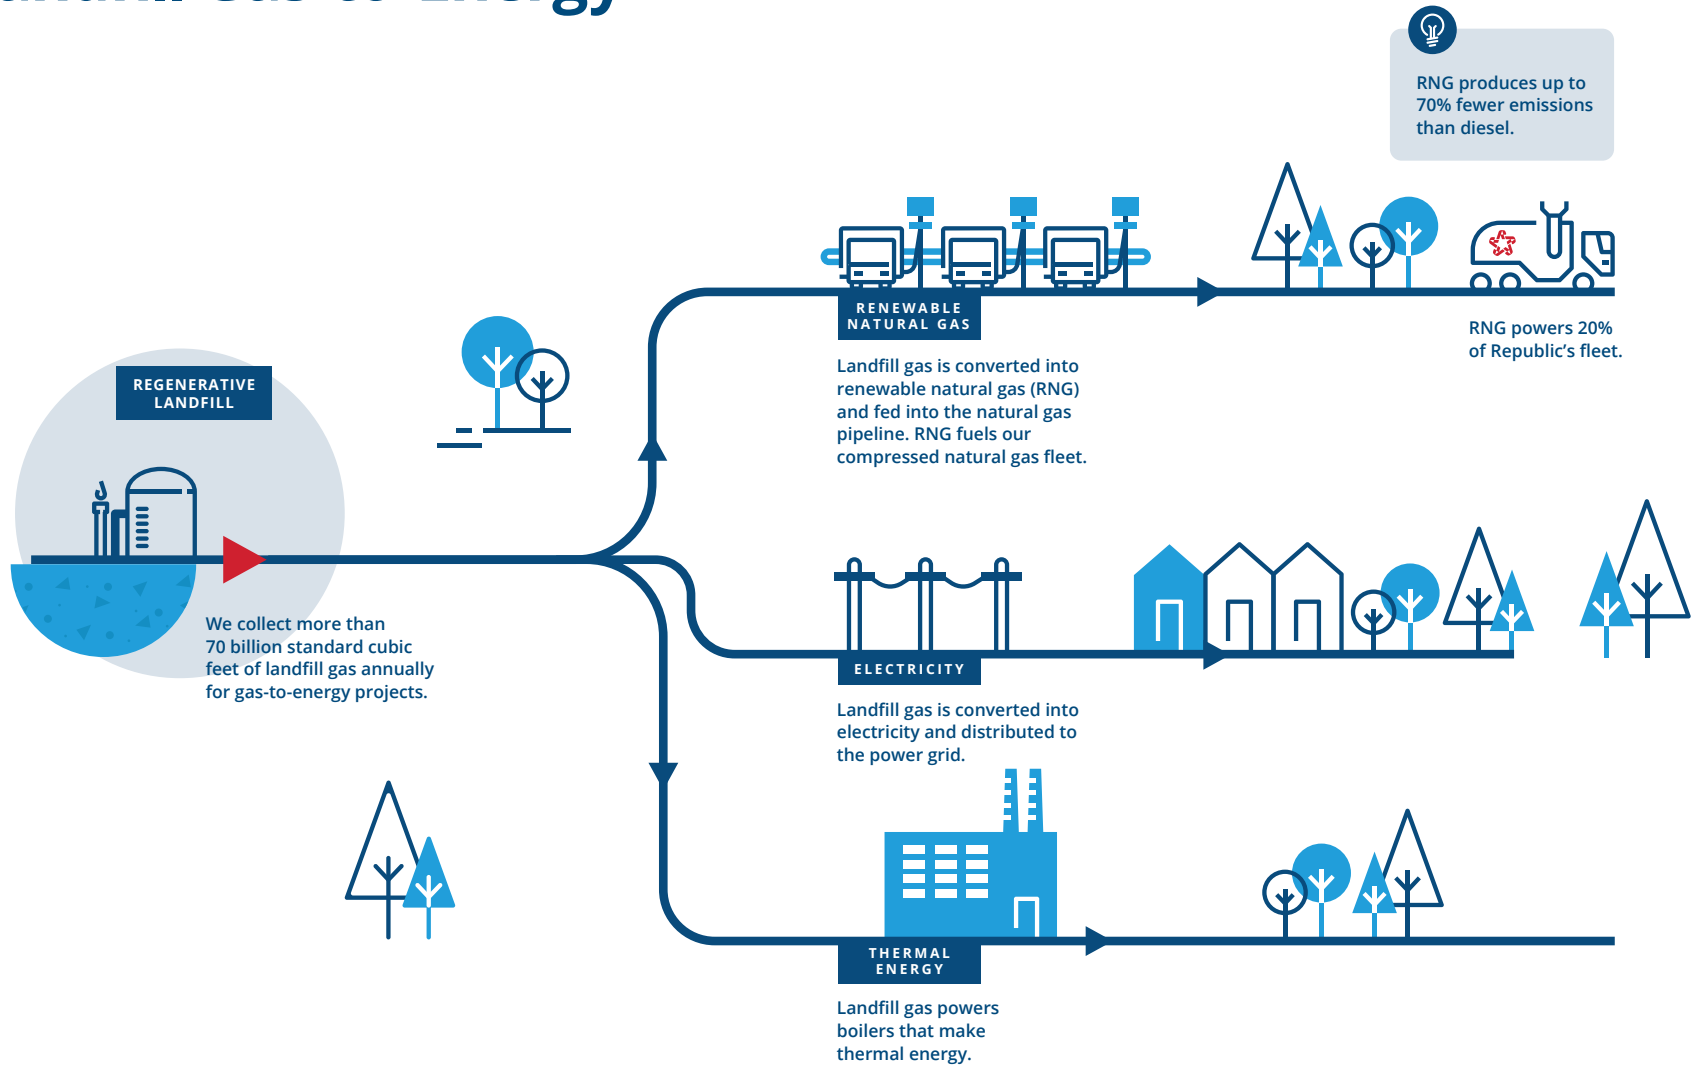 Landfill Gas-to-Energy
RNG produces up to
70% fewer emissions
than diesel.
RENEWABLE
NATURAL GAS
RNG powers 20%
of Republic’s fleet.
Landfill gas is converted into
renewable natural gas (RNG)
and fed into the natural gas
pipeline. RNG fuels our
compressed natural gas fleet.
REGENERATIVE
LANDFILL
We collect more than
70 billion standard cubic
feet of landfill gas annually
for gas-to-energy projects.
ELECTRICITY
Landfill gas is converted into
electricity and distributed to
the power grid.
THERMAL
ENERGY
Landfill gas powers
boilers that make
thermal energy.